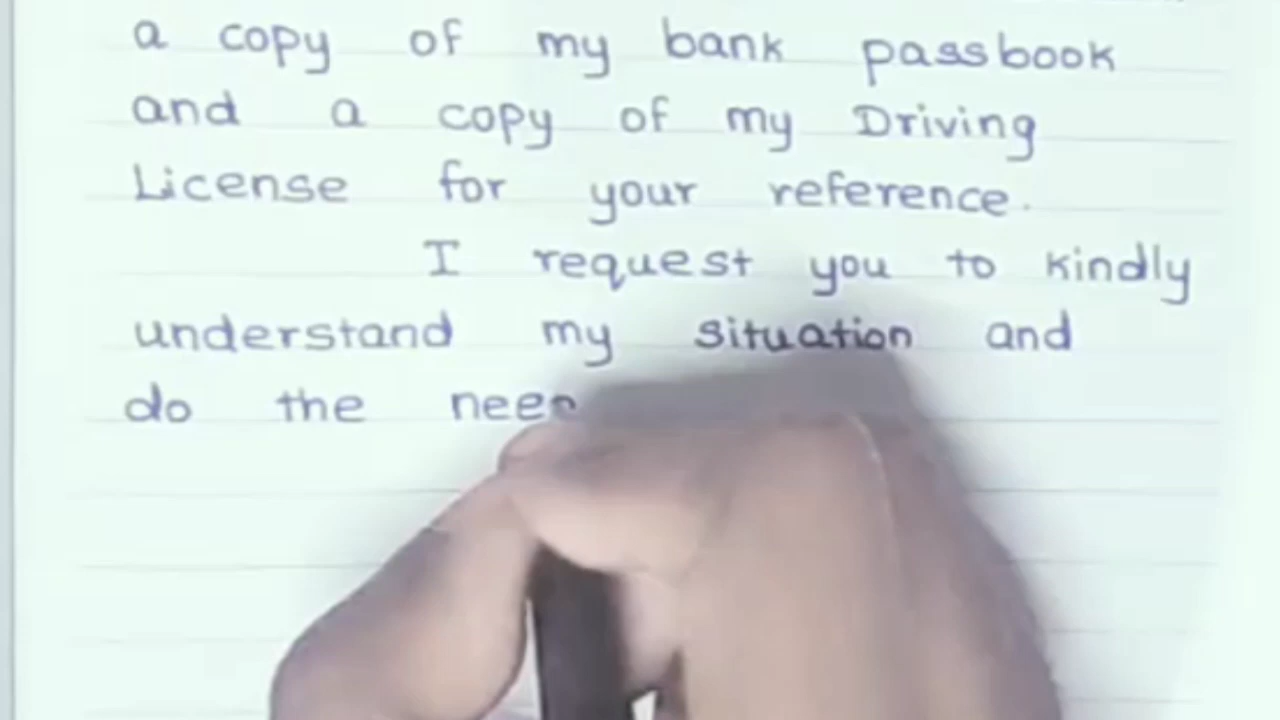 a copy of my bank passbook
and a copy of my Driving
License for your reference.
I request you to kindly
understand my situation and
do the